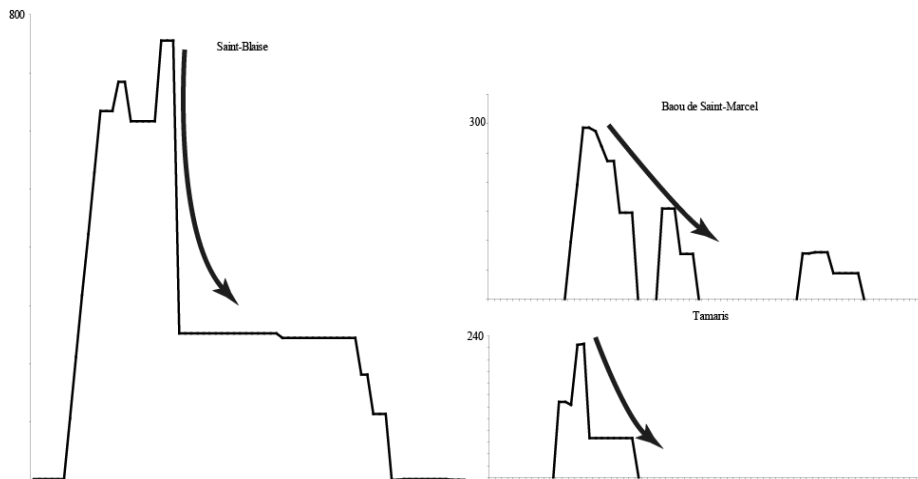 800
Saint-Blaise
Baou de Saint-Marcel
300
Tamaris
240